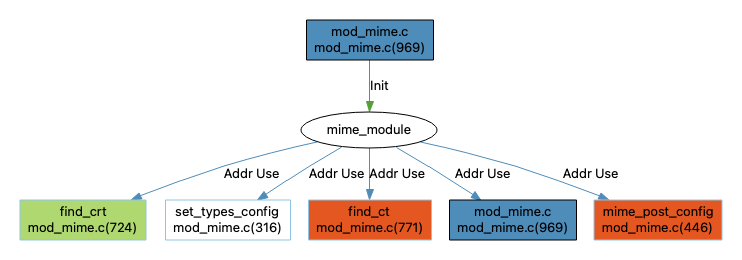 mod_mime.c
mod_mime.c(969)
Init
mime_module
Addr Use
Addr Use
Addr Use
Addr Use
Addr Use
find_crt
mod_mime.c(724)
set_types_config
mod_mime.c(316)
find_ct
mod_mime.c(771)
mod_mime.c
mod_mime.c(969)
mime_post_config
mod_mime.c(446)